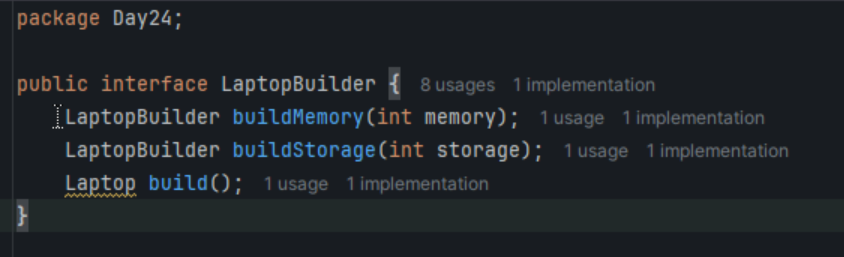 package Day24;
public interface LaptopBuilder { 8 usages 1 implementation
LaptopBuilder buildMemory(int memory); 1 usage 1 implementation
LaptopBuilder buildStorage(int storage); 1 usage 1 implementation
Laptop build(); 1 usage 1 implementation
}